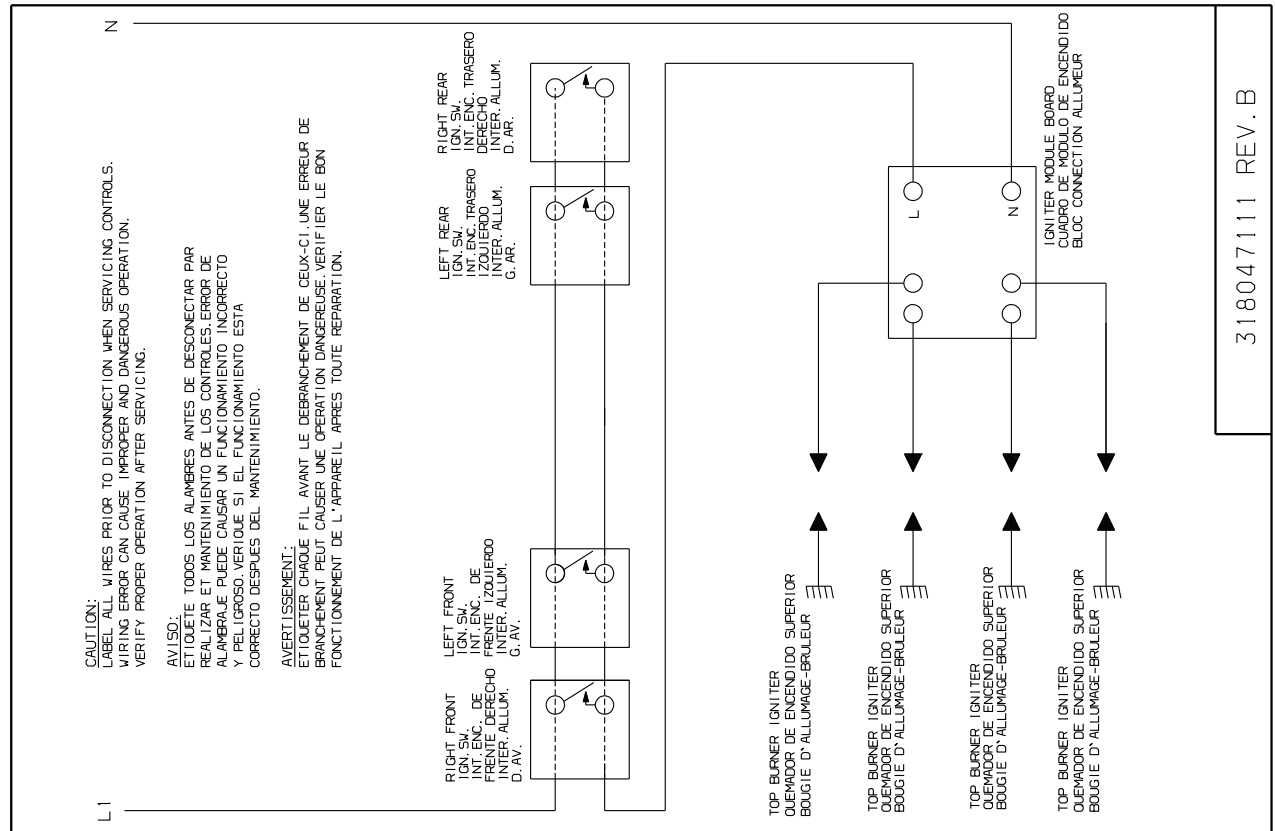 CAUTION:
LABEL ALL WIRES PRIOR TO DISCONNECTION WHEN SERVICING CONTROLS.
WIRING ERROR CAN CAUSE IMPROPER AND DANGEROUS OPERATION.
VERIFY PROPER OPERATION AFTER SERVICING.
AVISO:
ETIQUETE TODOS LOS ALAMBRES ANTES DE DESCONECTAR PAR
REALIZAR ET MANTENIMIENTO DE LOS CONTROLES. ERROR DE
ALAMBRAJE PUEDE CAUSAR UN FUNCIONAMIENTO INCORRECTO
Y PELIGROSO. VERIQUE SI EL FUNCIONAMIENTO ESTA
CORRECTO DESPUES DEL MANTENIMIENTO.
AVERTISSEMENT:
ETIQUETER CHAQUE FIL AVANT LE DEBRANCHEMENT DE CEUX-CI. UNE ERREUR DE
BRANCHEMENT PEUT CAUSER UNE OPERATION DANGEREUSE. VERIFIER LE BON
FONCTIONNEMENT DE L'APPAREIL APRES TOUTE REPARATION.
L1
N
RIGHT FRONT
IGN. SW.
INT. ENC. DE
FRENTE DERECHO
INTER. ALLUM.
D. AV.
LEFT FRONT
IGN. SW.
INT. ENC. DE
FRENTE IZQUIERDO
INTER. ALLUM.
G. AV.
LEFT REAR
IGN. SW.
INT. ENC. TRASERO
IZQUIERDO
INTER. ALLUM.
G. AR.
RIGHT REAR
IGN. SW.
INT. ENC. TRASERO
DERECHO
INTER. ALLUM.
D. AR.
TOP BURNER IGNITER
QUEMADOR DE ENCENDIDO SUPERIOR
BOUGIE D'ALLUMAGE-BRULEUR
TOP BURNER IGNITER
QUEMADOR DE ENCENDIDO SUPERIOR
BOUGIE D'ALLUMAGE-BRULEUR
TOP BURNER IGNITER
QUEMADOR DE ENCENDIDO SUPERIOR
BOUGIE D'ALLUMAGE-BRULEUR
TOP BURNER IGNITER
QUEMADOR DE ENCENDIDO SUPERIOR
BOUGIE D'ALLUMAGE-BRULEUR
L
N
IGNITER MODULE BOARD
CUADRO DE MODULO DE ENCENDIDO
BLOC CONNECTION ALLUMEUR
318047111 REV. B